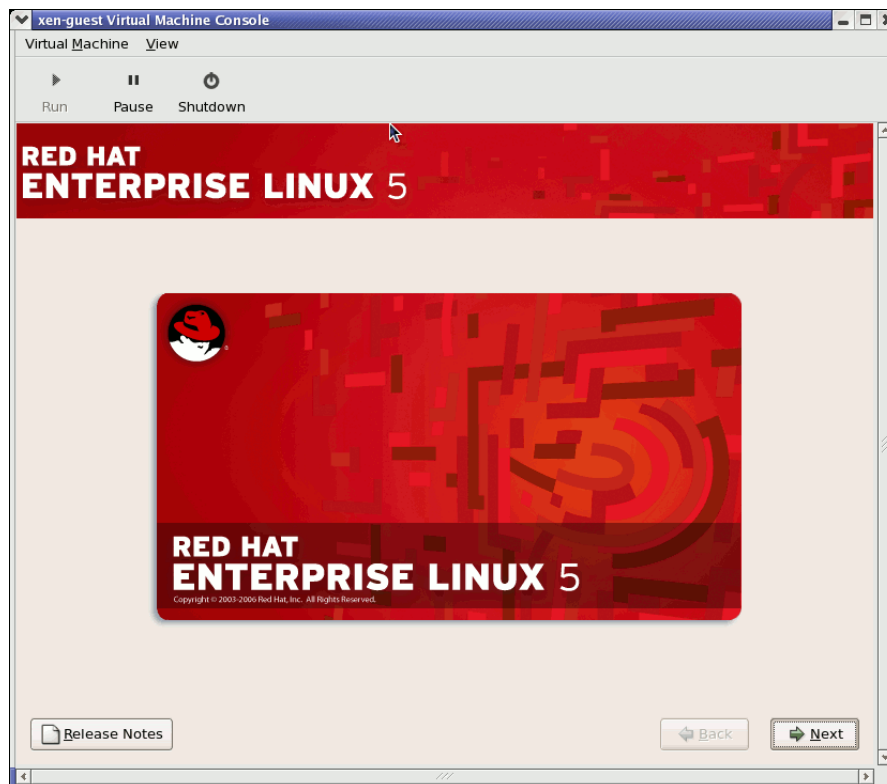 xen-guest Virtual Machine Console
Virtual Machine View
Run Pause Shutdown
RED HAT
ENTERPRISE LINUX 5
RED HAT
ENTERPRISE LINUX 5
Copyright © 2003-2006 Red Hat, Inc. All Rights Reserved.
Release Notes Back Next